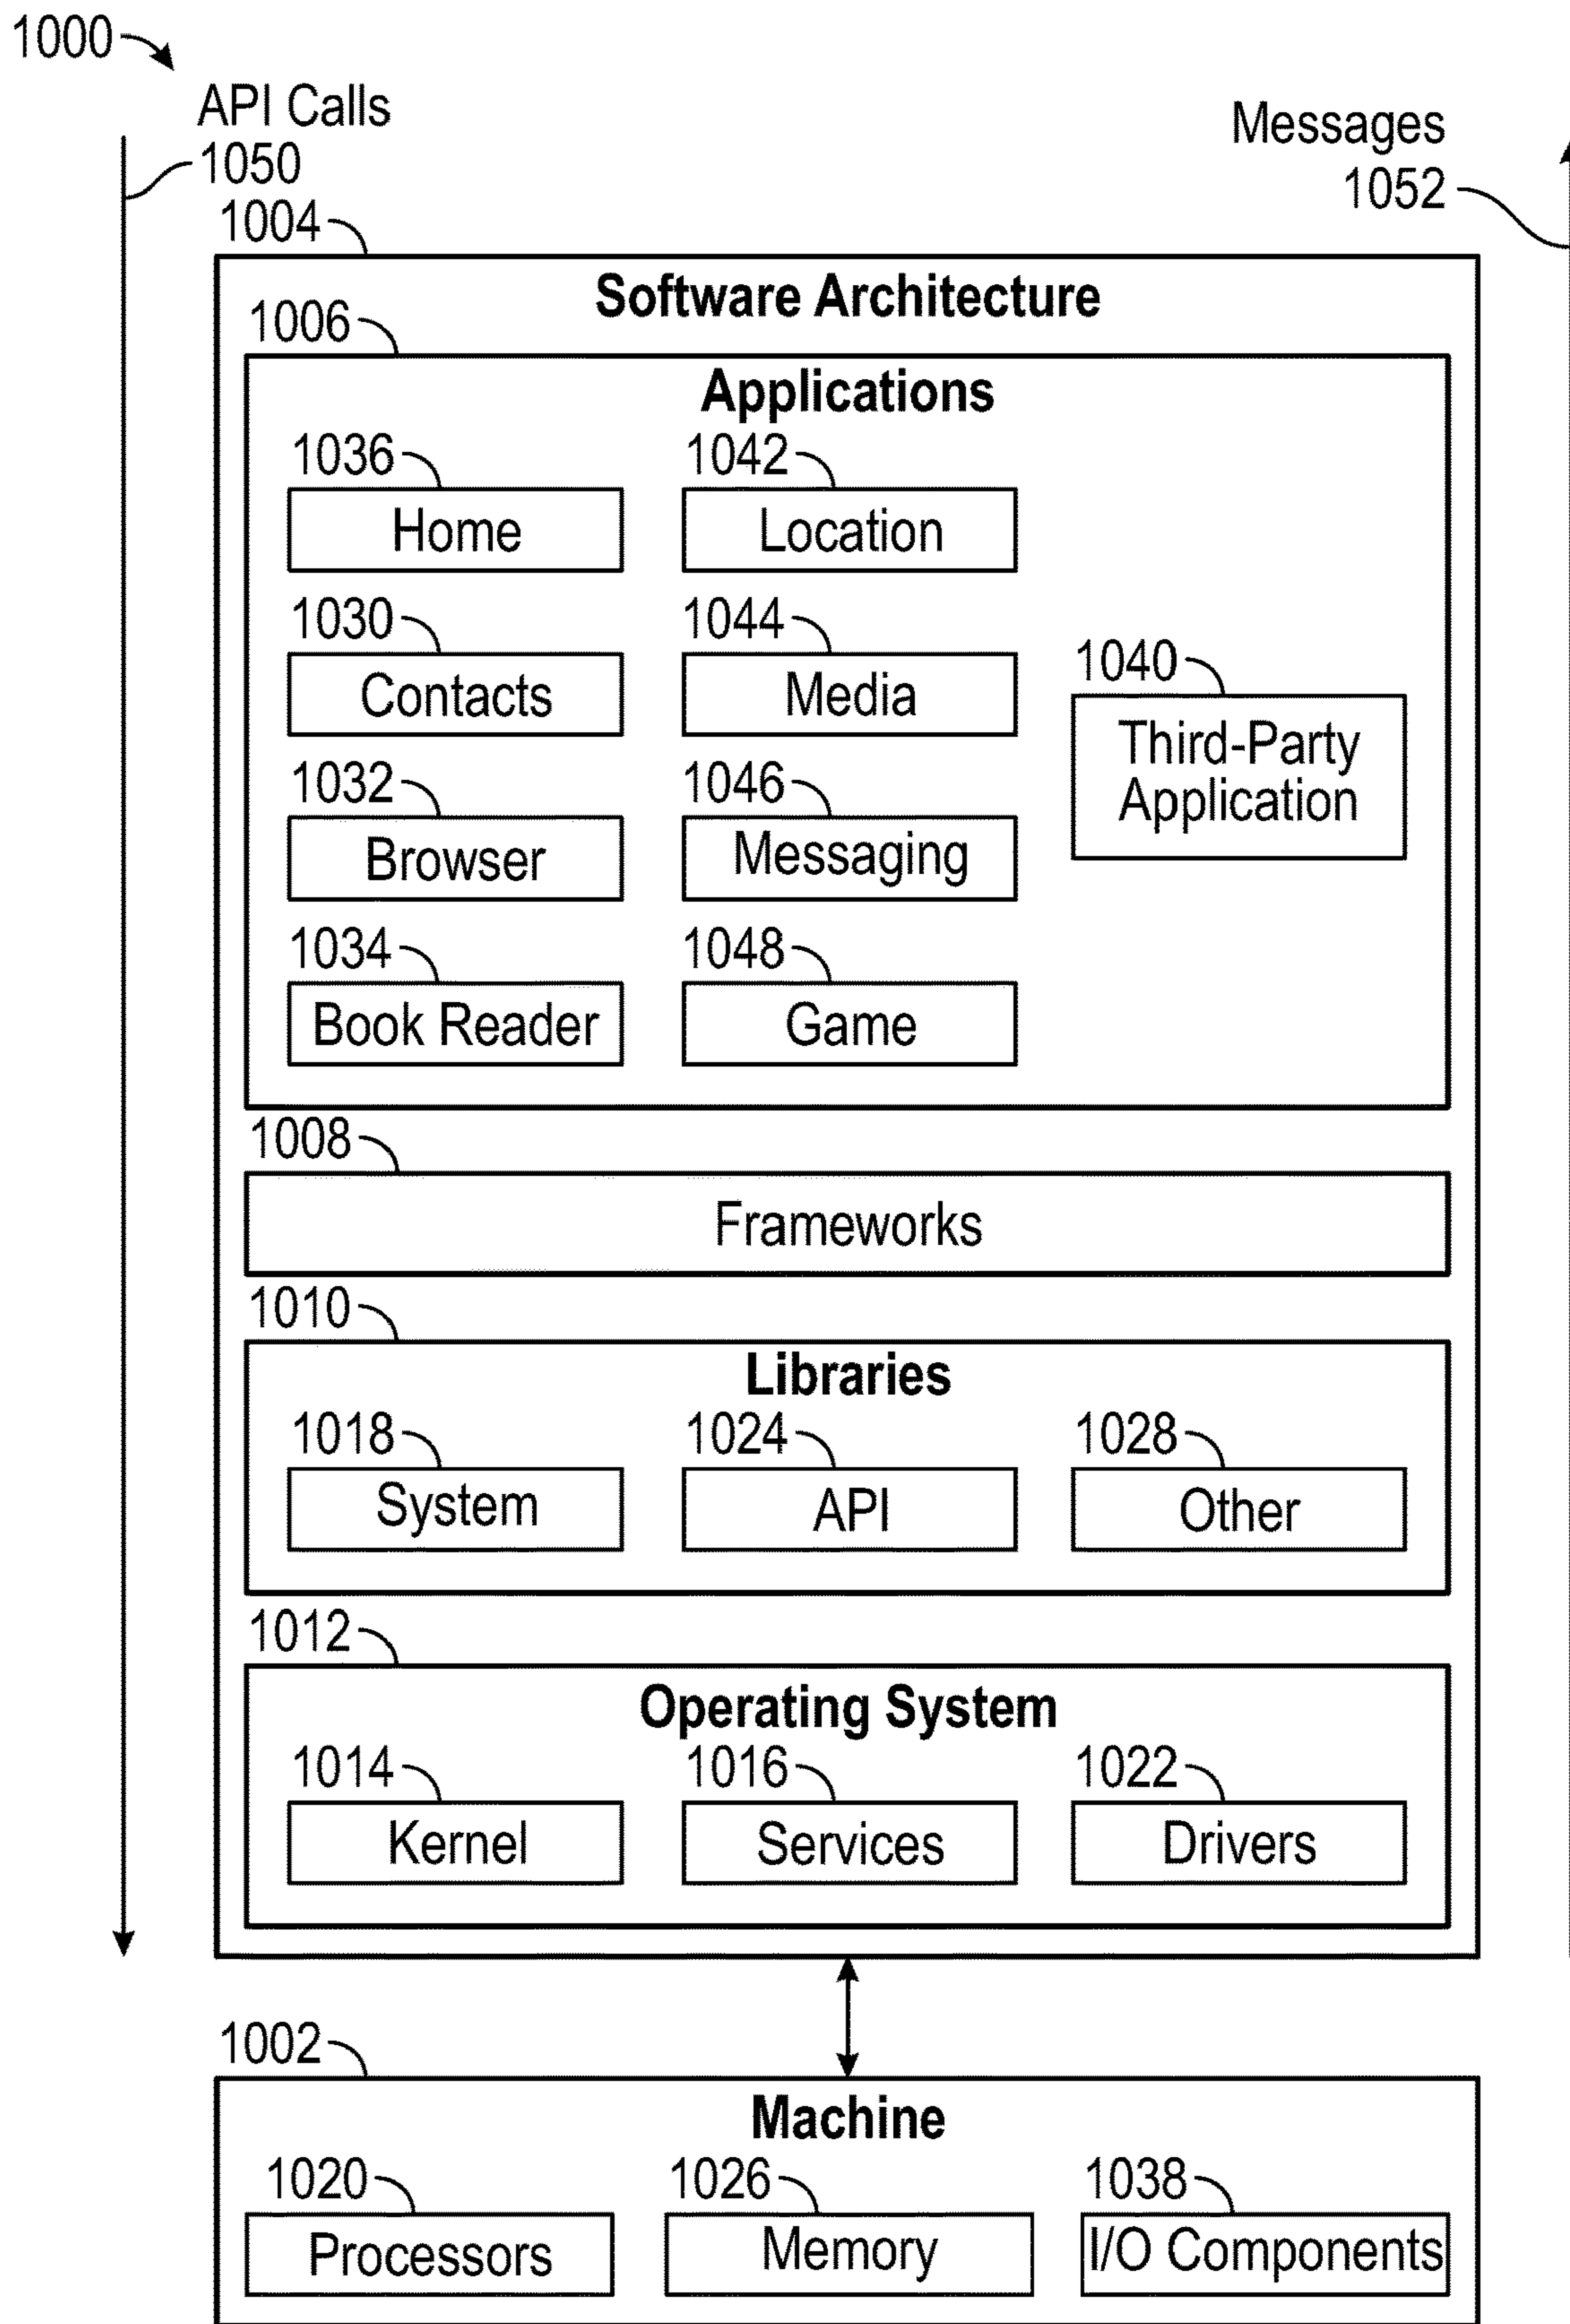 1000
API Calls
1050
Messages
1052
1004
Software Architecture
1006
Applications
1036
1042
Home
Location
1030
1044
1040
Contacts
Media
Third-Party
Application
1032
1046
Browser
Messaging
1034
1048
Book Reader
Game
1008
Frameworks
1010
Libraries
1018
1024
1028
System
API
Other
1012
Operating System
1014
1016
1022
Kernel
Services
Drivers
1002
Machine
1020
1026
1038
Processors
Memory
I/O Components